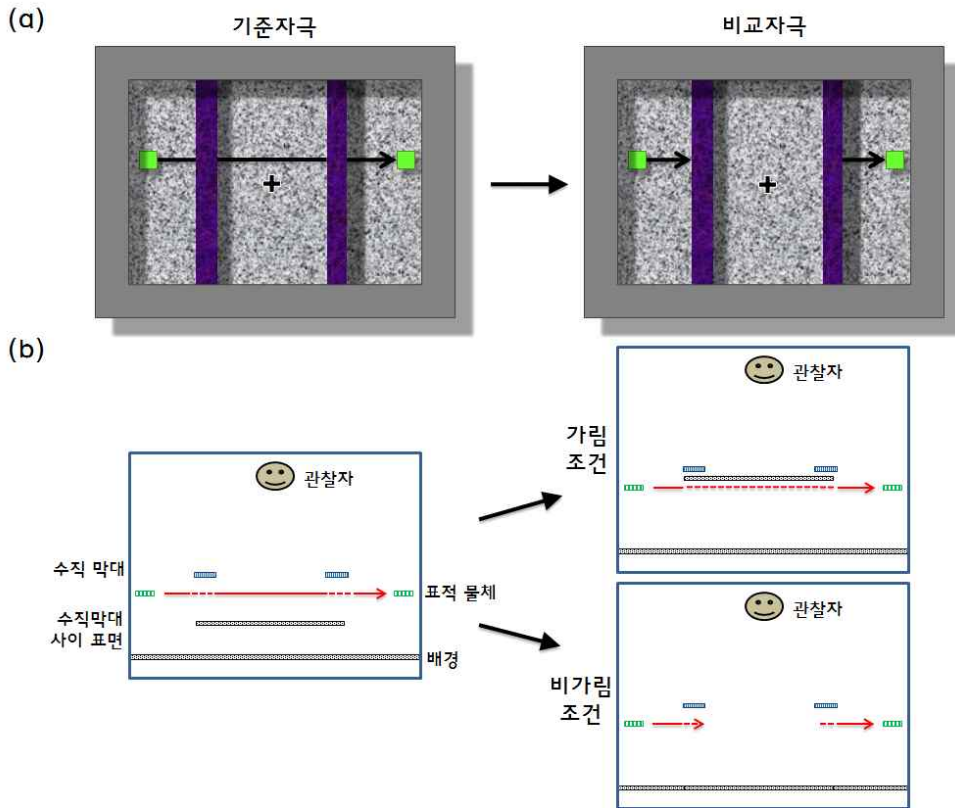 (a)
기준자극
비교자극
(b)
관찰자
수직 막대
표적 물체
수직막대
사이 표면
배경
가림
조건
관찰자
비가림
조건
관찰자